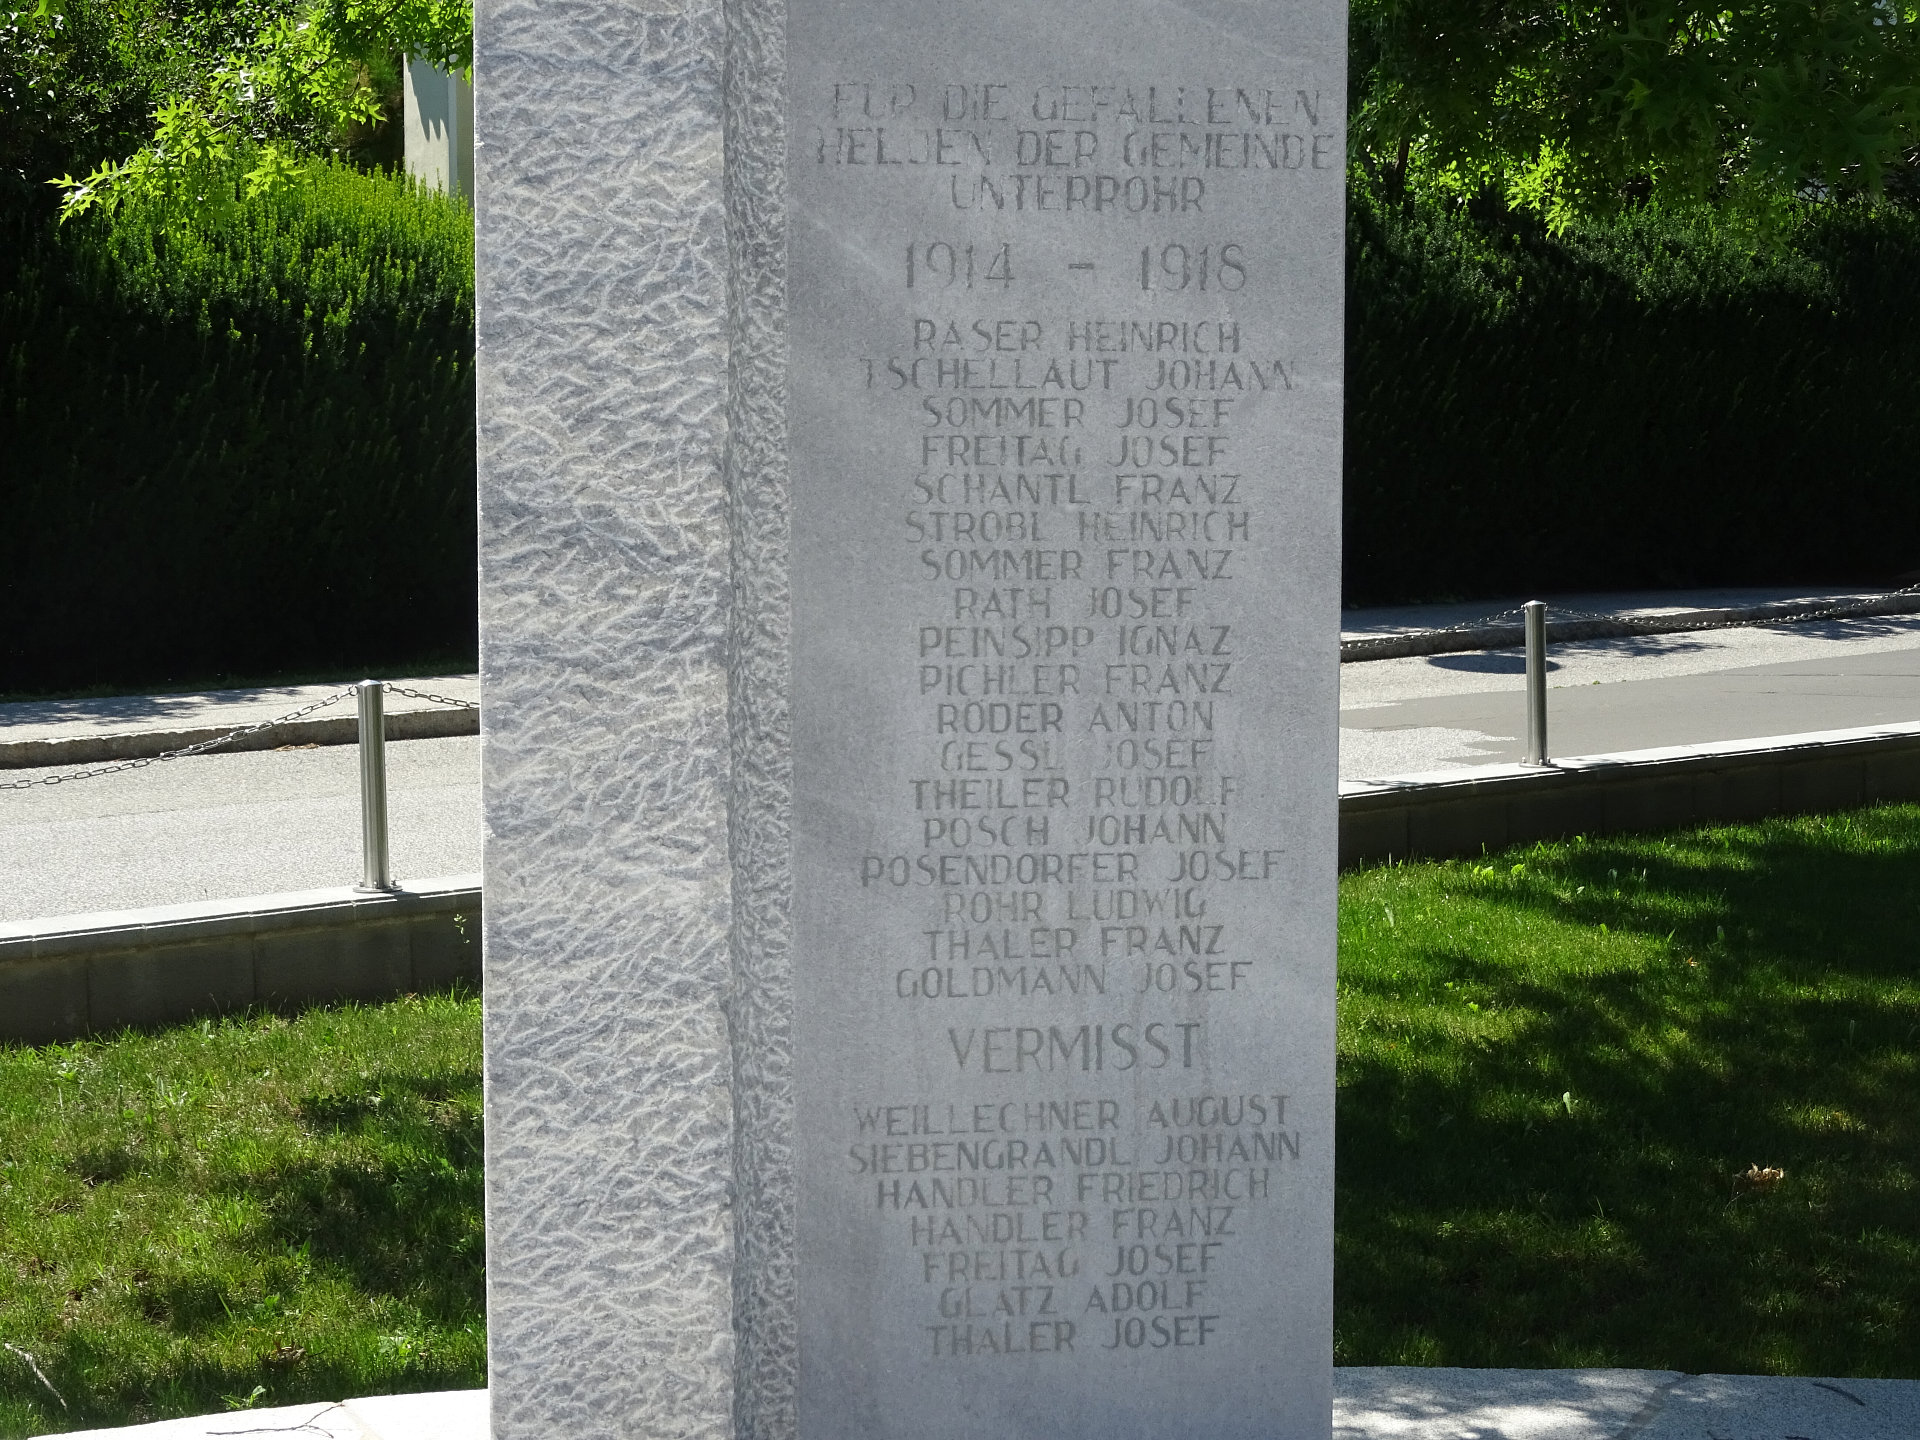 FÜR DIE GEFALLENEN
HELDEN DER GEMEINDE
UNTERROHR
1914 - 1918
RASER HEINRICH
TSCHELLAUT JOHANN
SOMMER JOSEF
FREITAG JOSEF
SCHANTL FRANZ
STROBL HEINRICH
SOMMER FRANZ
RATH JOSEF
PEINSIPP IGNAZ
PICHLER FRANZ
RODER ANTON
GESSL JOSEF
THEILER RUDOLF
POSCH JOHANN
POSENDORFER JOSEF
ROHR LUDWIG
THALER FRANZ
GOLDMANN JOSEF
VERMISST
WEILLECHNER AUGUST
SIEBENGRANDL JOHANN
HANDLER FRIEDRICH
HANDLER FRANZ
FREITAG JOSEF
GLATZ ADOLF
THALER JOSEF